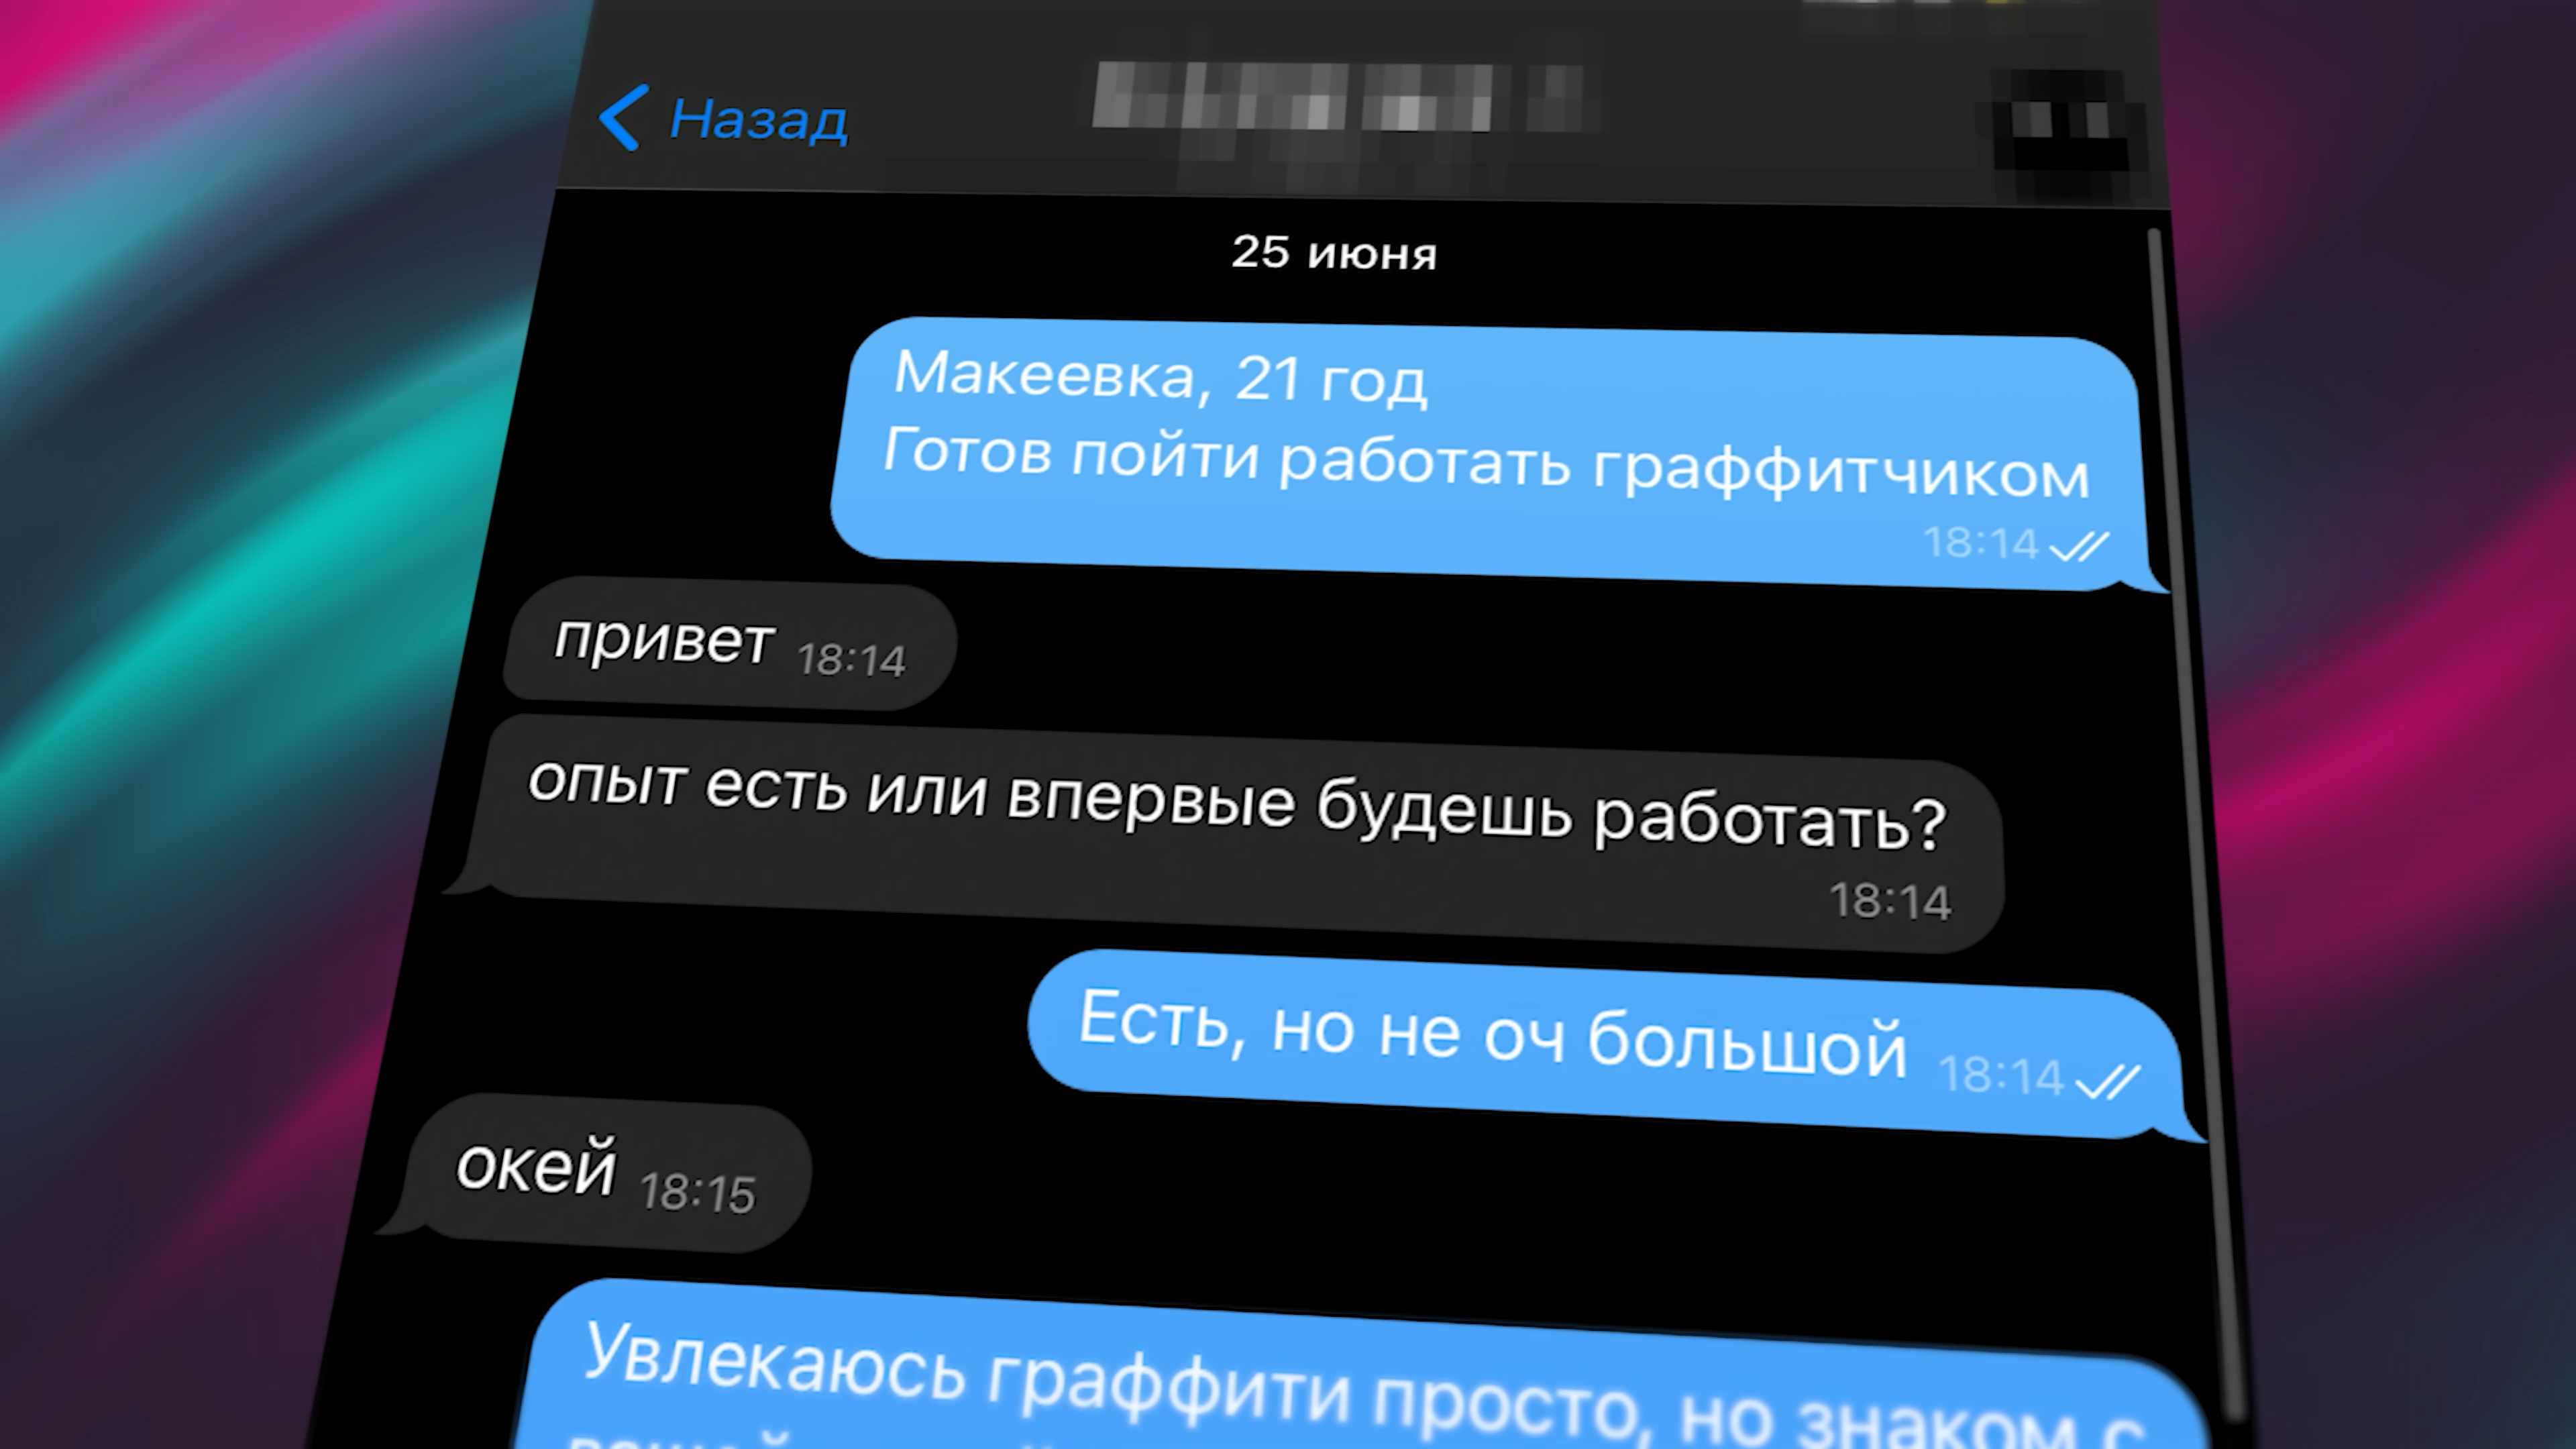 Назад
25 июня
Макеевка, 21 год
Готов пойти работать граффитчиком
18:14
привет 18:14
опыт есть или впервые будешь работать?
18:14
Есть, но не оч большой 18:14
окей 18:15
Увлекаюсь граффити просто, но знаком с